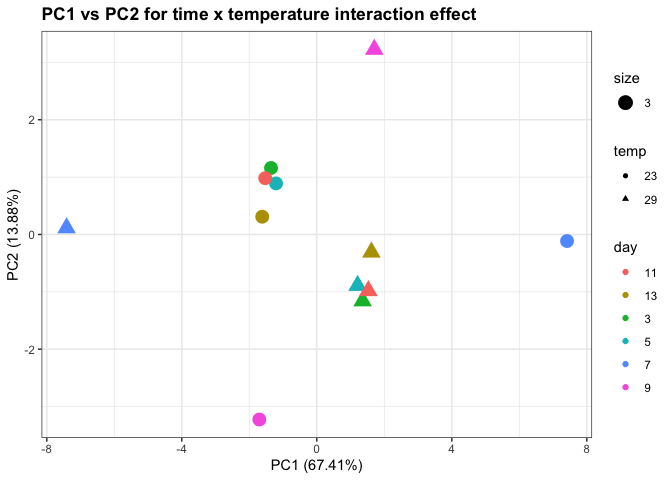 PC1 vs PC2 for time x temperature interaction effect
size
3
temp
23
29
day
11
13
3
5
7
9
2
0
-2
PC2 (13.88%)
-8 -4 0 4 8
PC1 (67.41%)